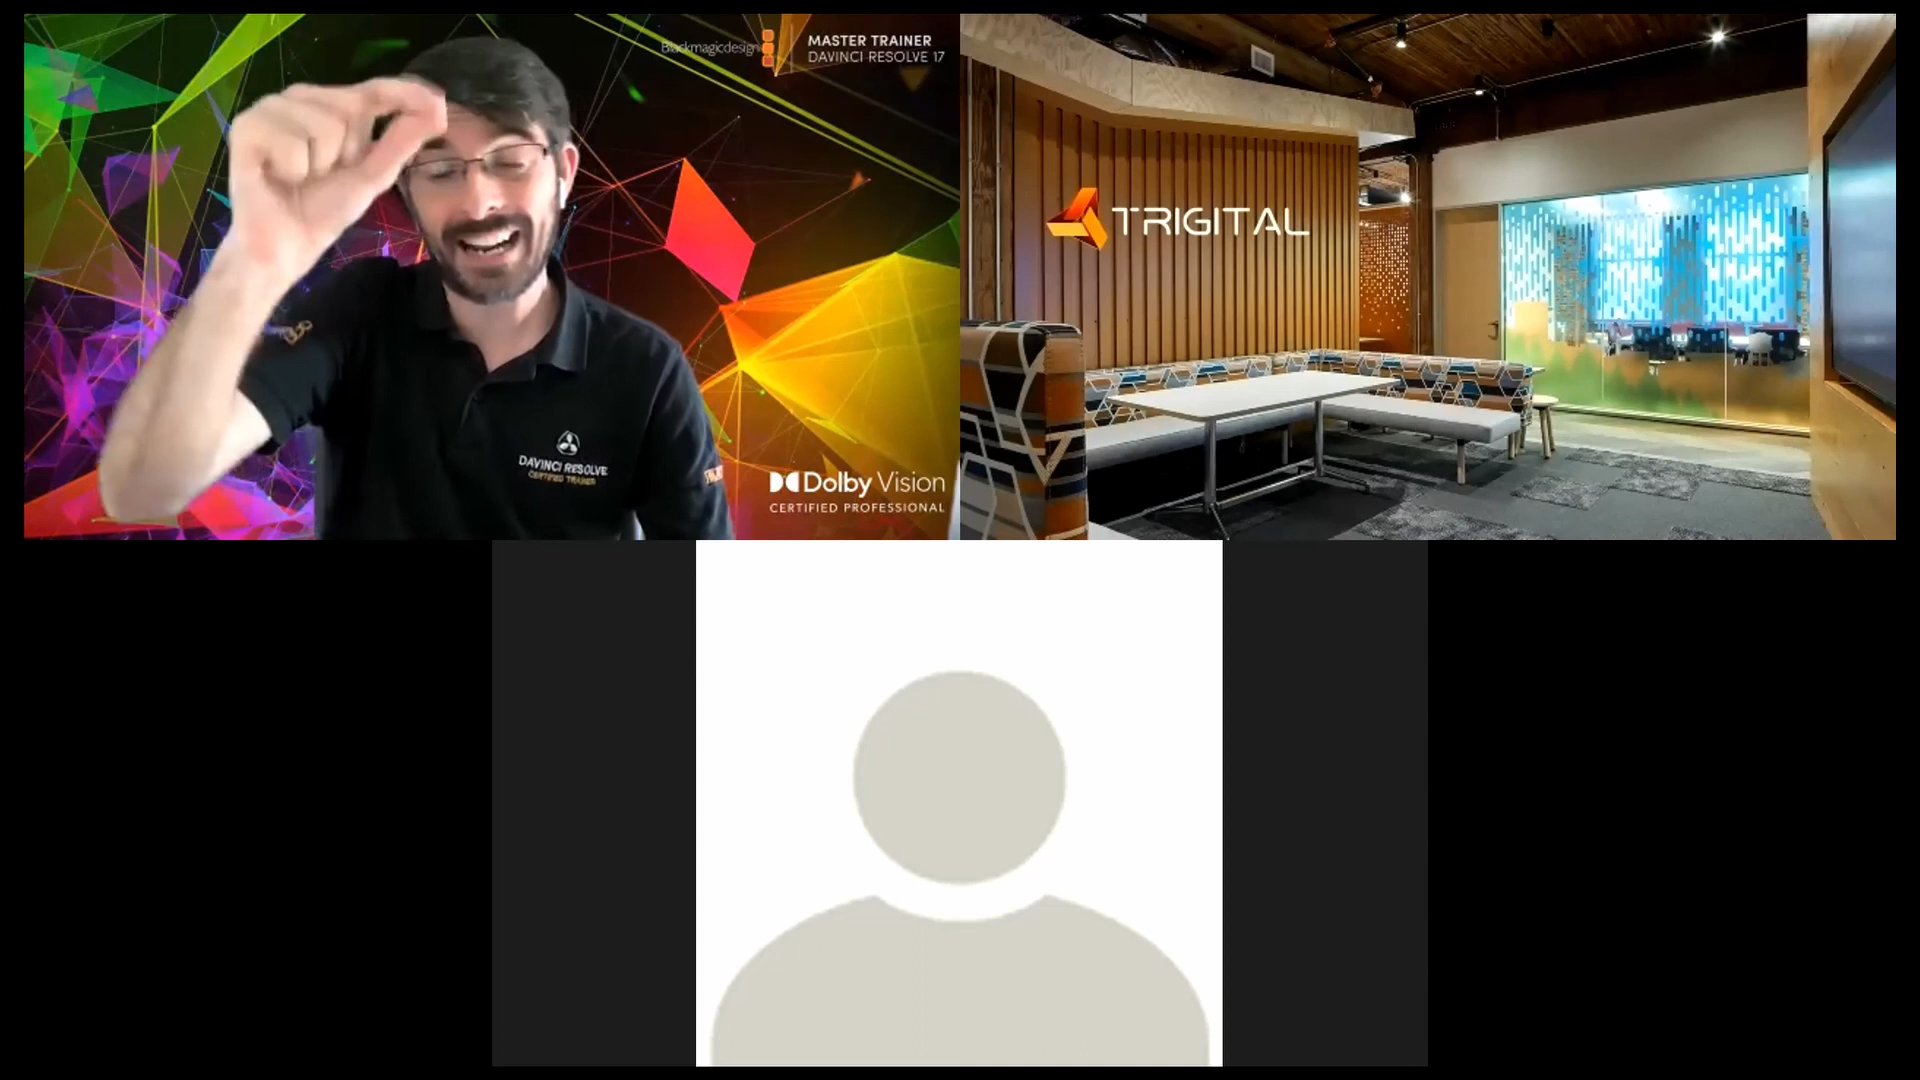 Blackmagicdesign
MASTER TRAINER
DAVINCI RESOLVE 17
TRIGITAL
DAVINCI RESOLVE
CERTIFIED TRAINER
Dolby Vision
CERTIFIED PROFESSIONAL